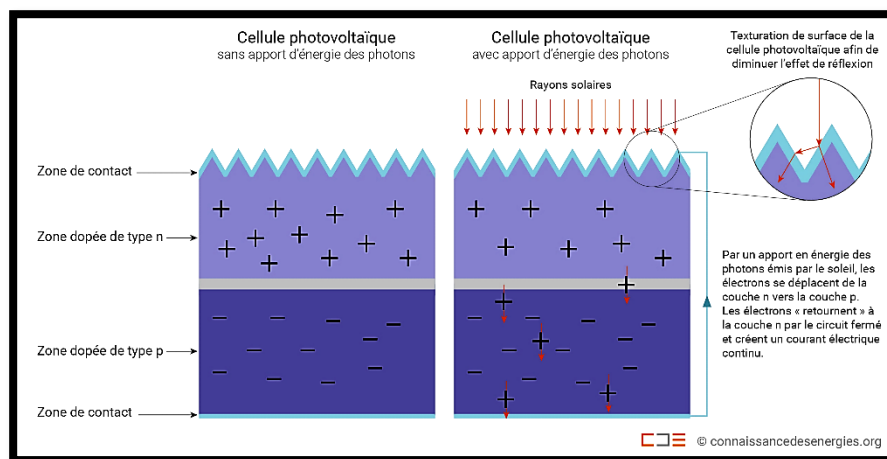 Cellule photovoltaïque
sans apport d'énergie des photons
Cellule photovoltaïque
avec apport d'énergie des photons
Texturation de surface de la
cellule photovoltaïque afin de
diminuer l'effet de réflexion
Rayons solaires
Zone de contact
Zone dopée de type n
Zone dopée de type p
Zone de contact
Par un apport en énergie des
photons émis par le soleil, les
électrons se déplacent de la
couche n vers la couche p.
Les électrons « retournent » à
la couche n par le circuit fermé
et créent un courant électrique
continu.
CDE © connaissancedesenergies.org